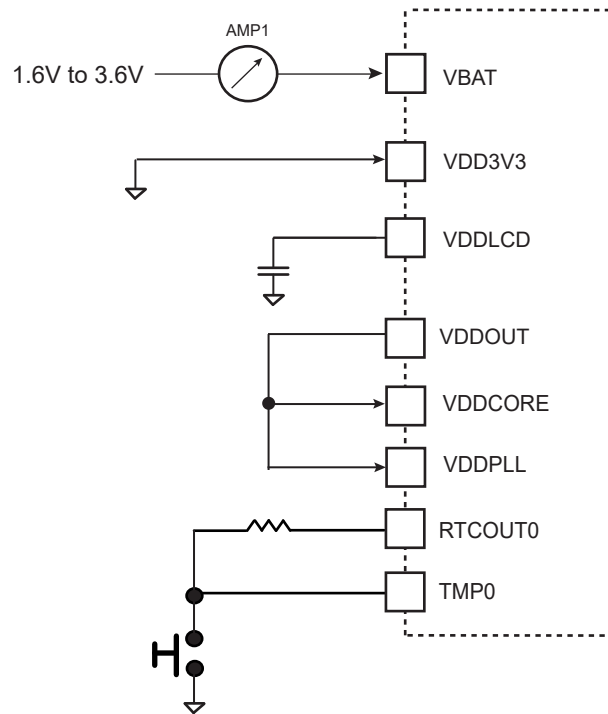 AMP1
1.6V to 3.6V
VBAT
VDD3V3
VDDLCD
VDDOUT
VDDCORE
VDDPLL
RTCOUT0
TMP0